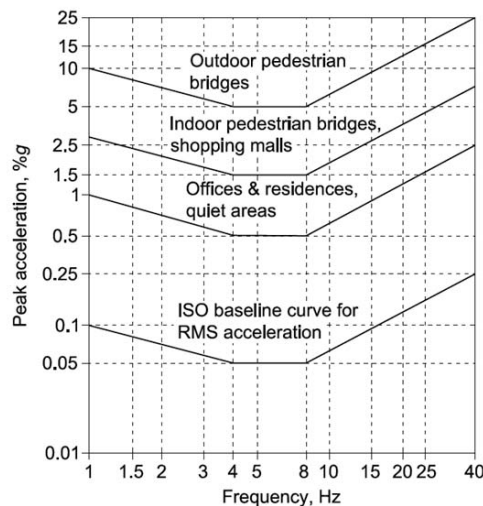 25
15
10
5
2.5
1.5
1
0.5
0.25
0.1
0.05
0.01
Peak acceleration, %g
Outdoor pedestrian
bridges
Indoor pedestrian bridges,
shopping malls
Offices & residences,
quiet areas
ISO baseline curve for
RMS acceleration
1 1.5 2 3 4 5 8 10 15 20 25 40
Frequency, Hz